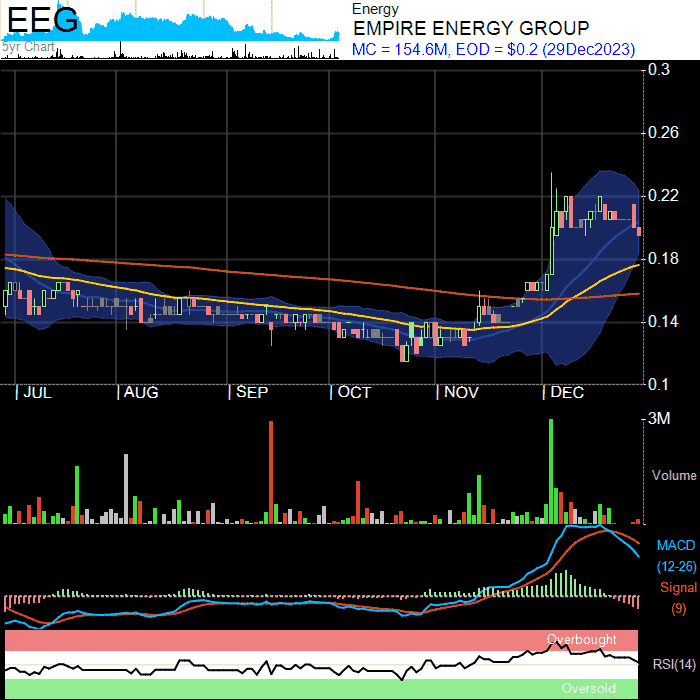 EEG
5yr Chart
Energy
EMPIRE ENERGY GROUP
MC = 154.6M, EOD = $0.2 (29Dec2023)
0.3
0.26
0.22
0.18
0.14
0.1
| JUL | AUG | SEP | OCT | NOV | DEC
3M
Volume
MACD
(12-26)
Signal
(9)
Overbought
RSI(14)
Oversold